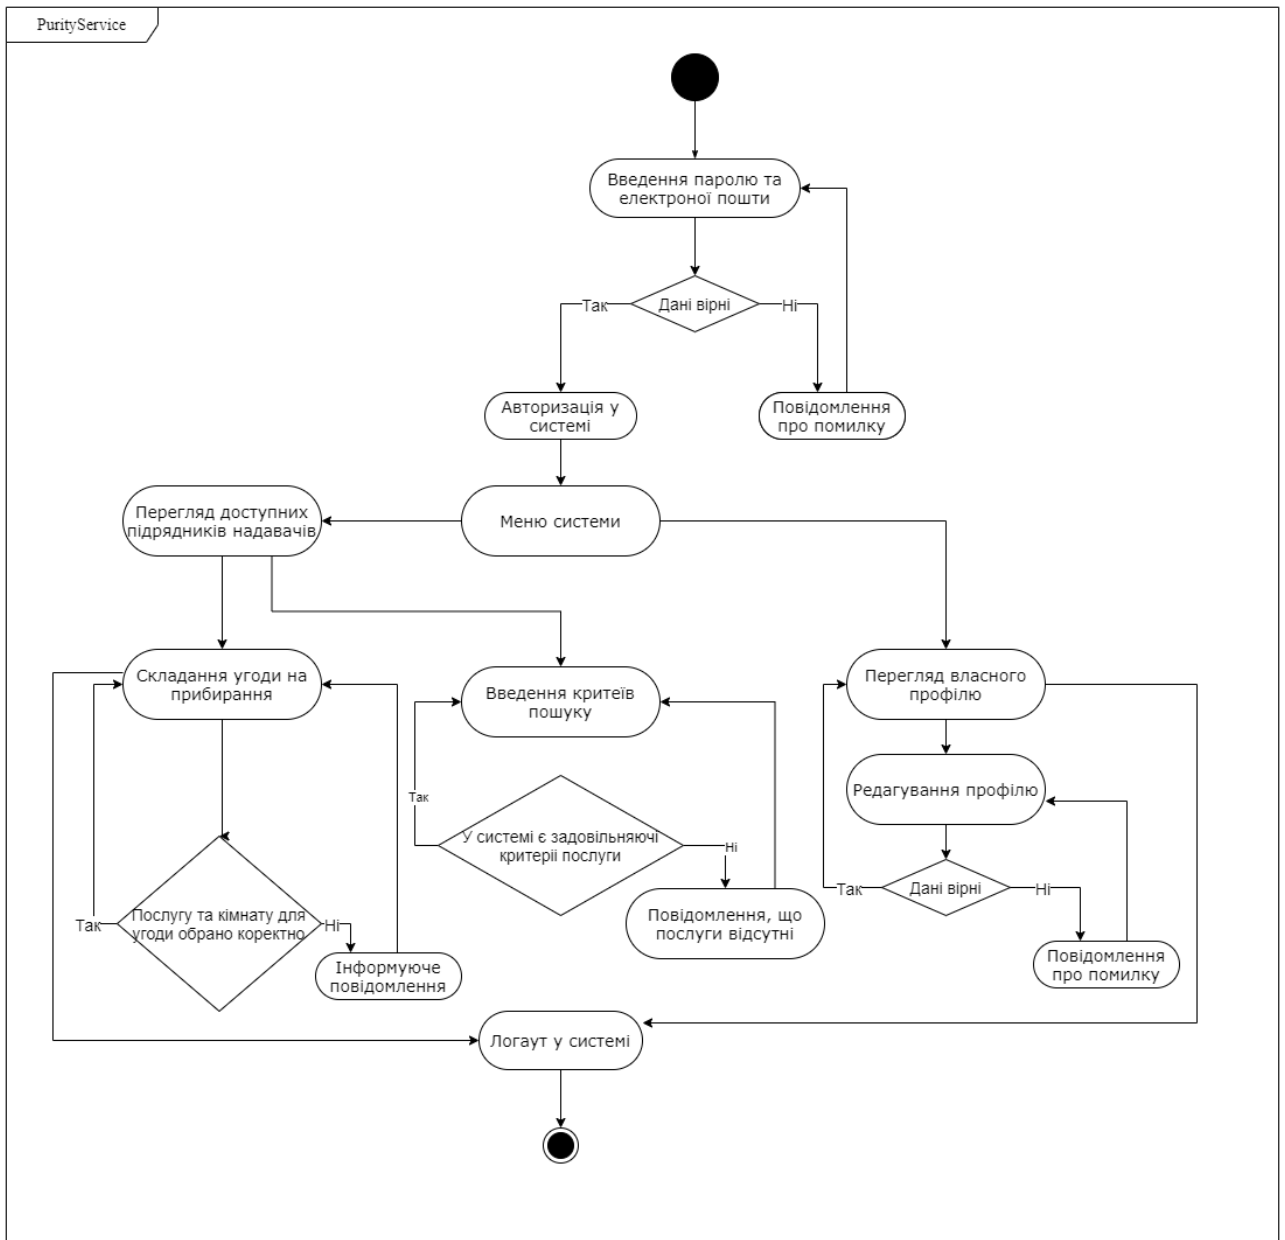 PurityService
Введення паролю та
електроної пошти
Дані вірні
Так
Ні
Авторизація у
системі
Повідомлення
про помилку
Меню системи
Перегляд доступних
підрядників надавачів
Складання угоди на
прибирання
Введення критеїв
пошуку
Перегляд власного
профілю
Редагування профілю
Так
У системі є задовільняючі
критеріі послуги
Ні
Дані вірні
Так
Ні
Послугу та кімнату для
угоди обрано коректно
Так
Ні
Повідомлення, що
послуги відсутні
Інформуюче
повідомлення
Повідомлення
про помилку
Логаут у системі